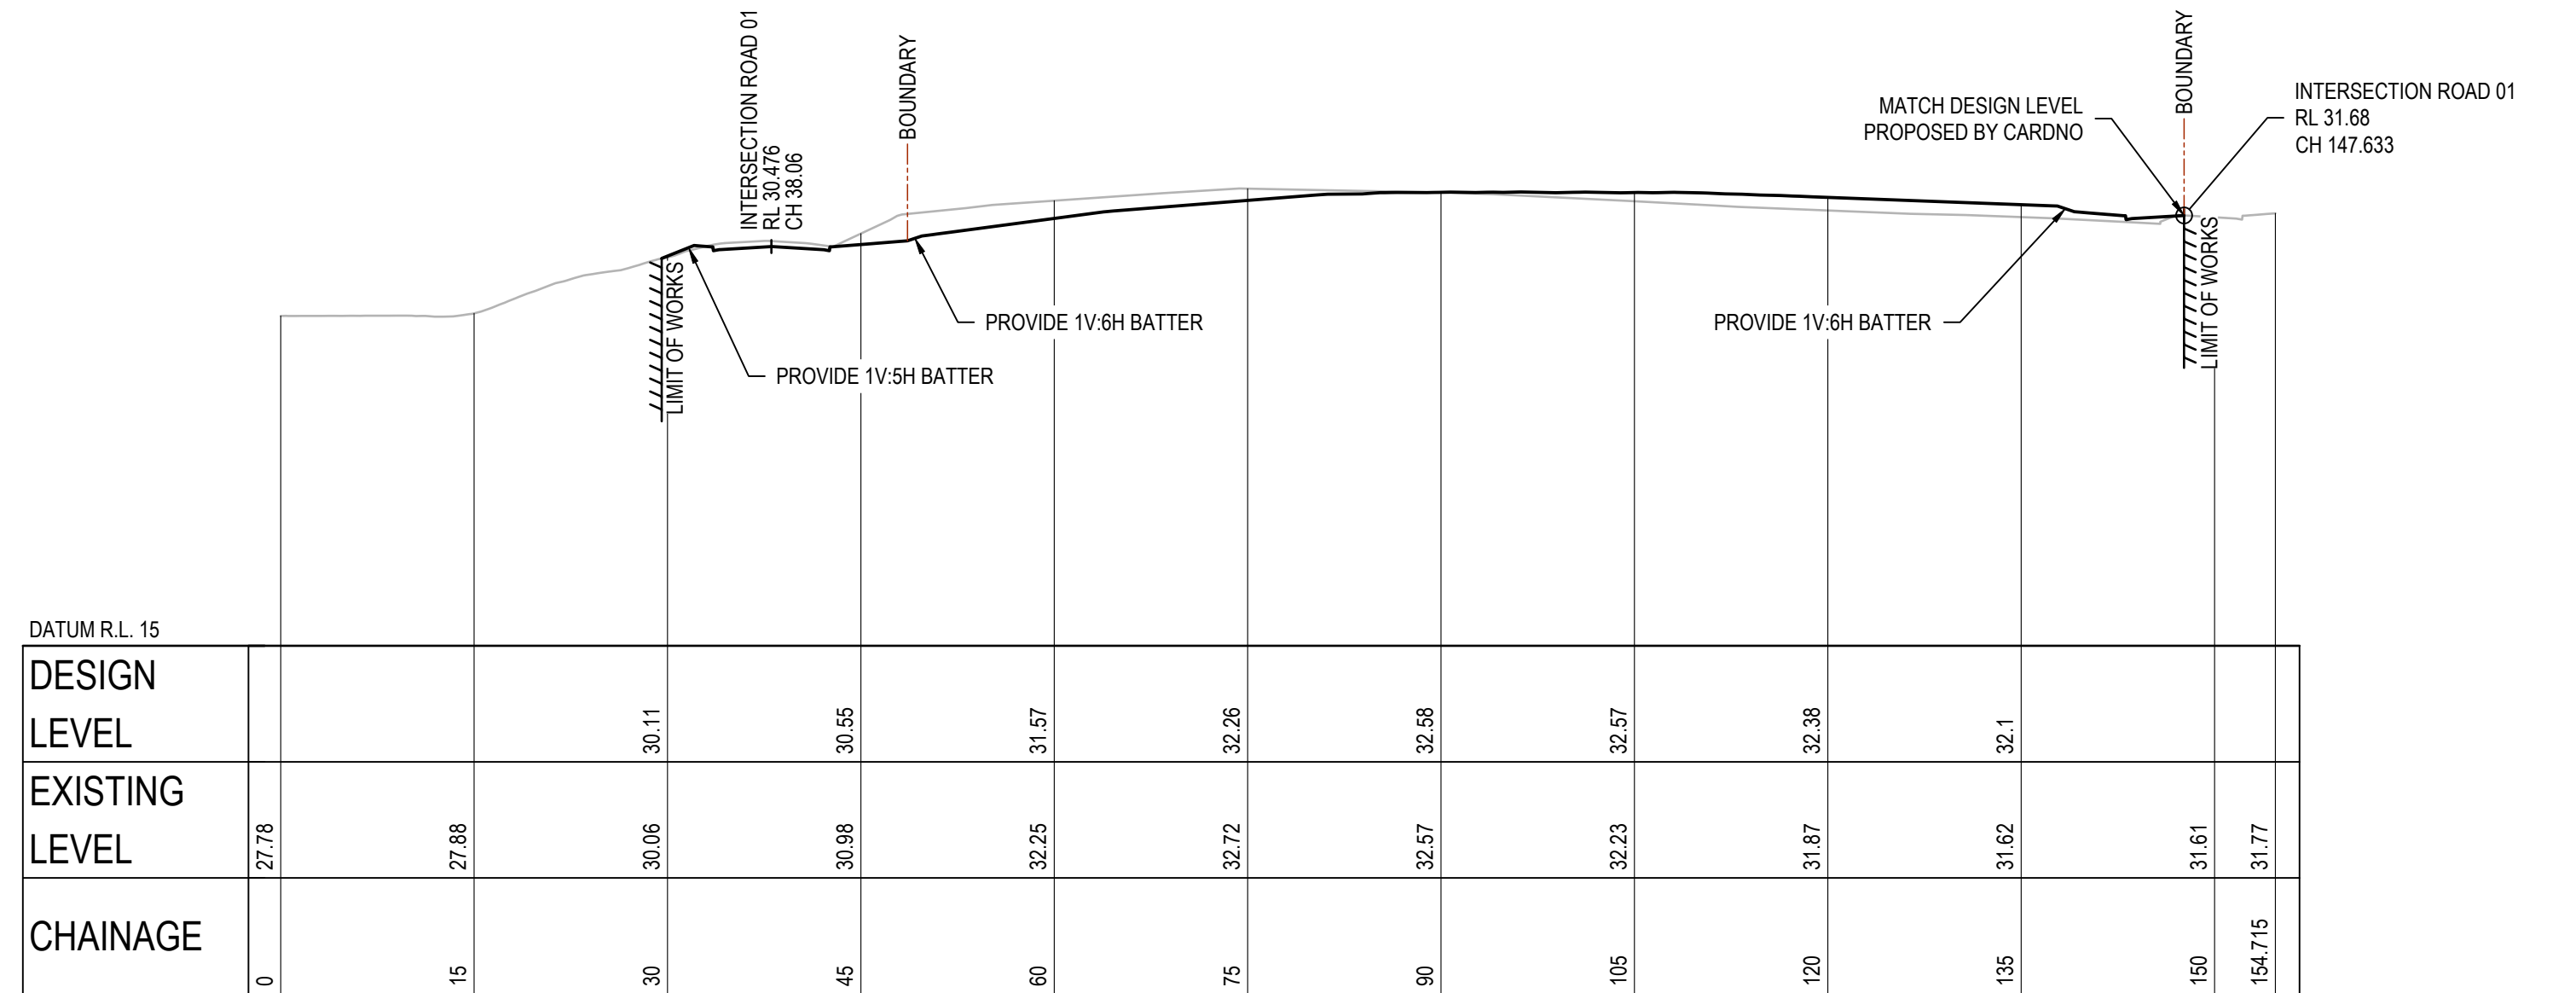 INTERSECTION ROAD 01
RL 30.476
CH 38.06
BOUNDARY
BOUNDARY
MATCH DESIGN LEVEL
PROPOSED BY CARDNO
INTERSECTION ROAD 01
RL 31.68
CH 147.633
LIMIT OF WORKS
LIMIT OF WORKS
PROVIDE 1V:6H BATTER
PROVIDE 1V:6H BATTER
PROVIDE 1V:5H BATTER
DATUM R.L. 15
DESIGN
LEVEL
30.11 30.55 31.57 32.26 32.58 32.57 32.38 32.1
EXISTING
LEVEL
27.78 27.88 30.06 30.98 32.25 32.72 32.57 32.23 31.87 31.62 31.61 31.77
CHAINAGE
0 15 30 45 60 75 90 105 120 135 150 154.715